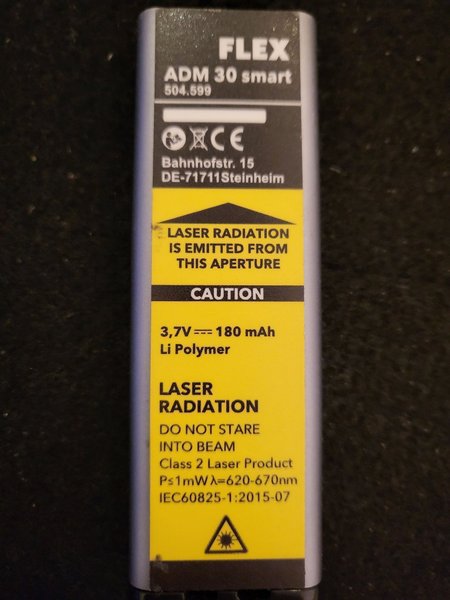 FLEX
ADM 30 smart
504.599
CE
Bahnhofstr. 15
DE-71711Steinheim
LASER RADIATION
IS EMITTED FROM
THIS APERTURE
CAUTION
3,7V 180 mAh
Li Polymer
LASER
RADIATION
DO NOT STARE
INTO BEAM
Class 2 Laser Product
P≤1mW λ=620-670nm
IEC60825-1:2015-07